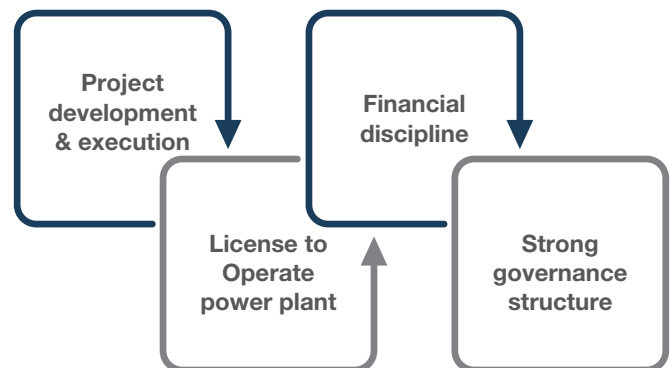 Project
development
& execution
License to
Operate
power plant
Financial
discipline
Strong
governance
structure